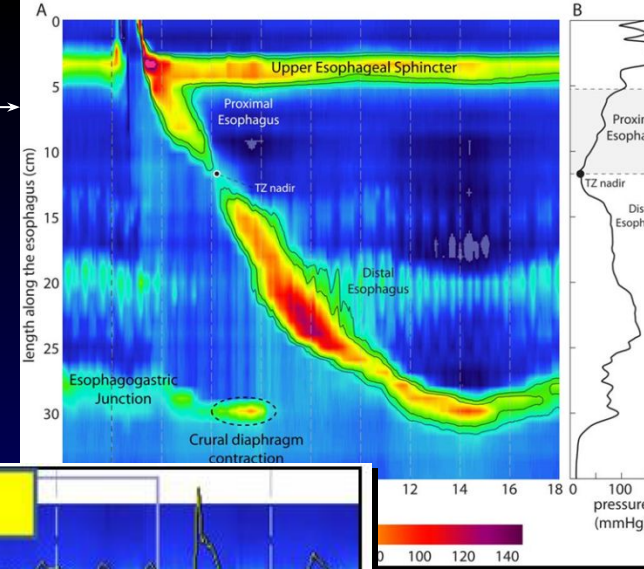 A
B
0
5
10
15
20
25
30
length along the esophagus (cm)
Upper Esophageal Sphincter
Proximal
Esophagus
TZ nadir
Distal
Esophagus
Esophagogastric
Junction
Crural diaphragm
contraction
12 14 16 18
100 120 140
TZ nadir
0 100
pressure
(mmHg